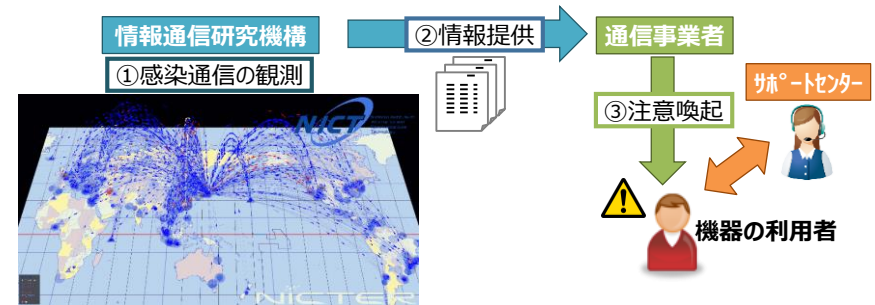 情報通信研究機構
①感染通信の観測
②情報提供
通信事業者
③注意喚起
ｻﾎﾟｰﾄｾﾝﾀｰ
機器の利用者
NICT
NICTER